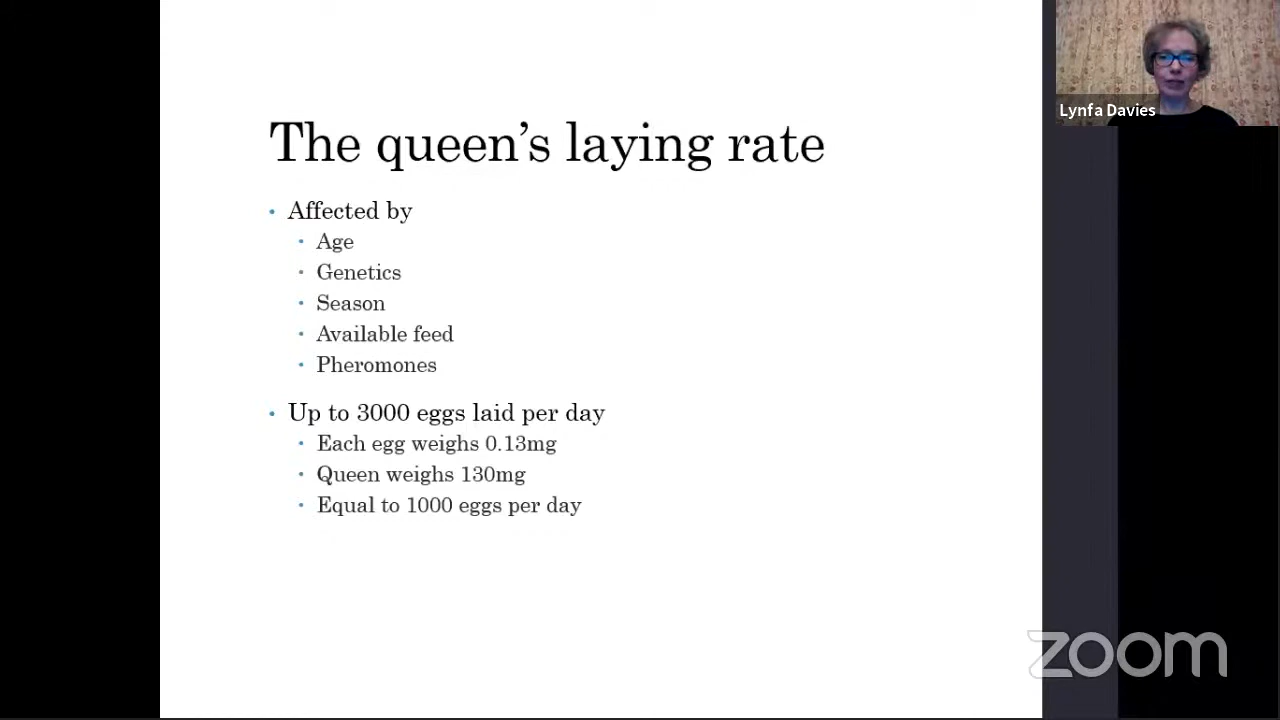 The queen’s laying rate
• Affected by
• Age
• Genetics
• Season
• Available feed
• Pheromones
• Up to 3000 eggs laid per day
• Each egg weighs 0.13mg
• Queen weighs 130mg
• Equal to 1000 eggs per day
Lynfa Davies
zoom